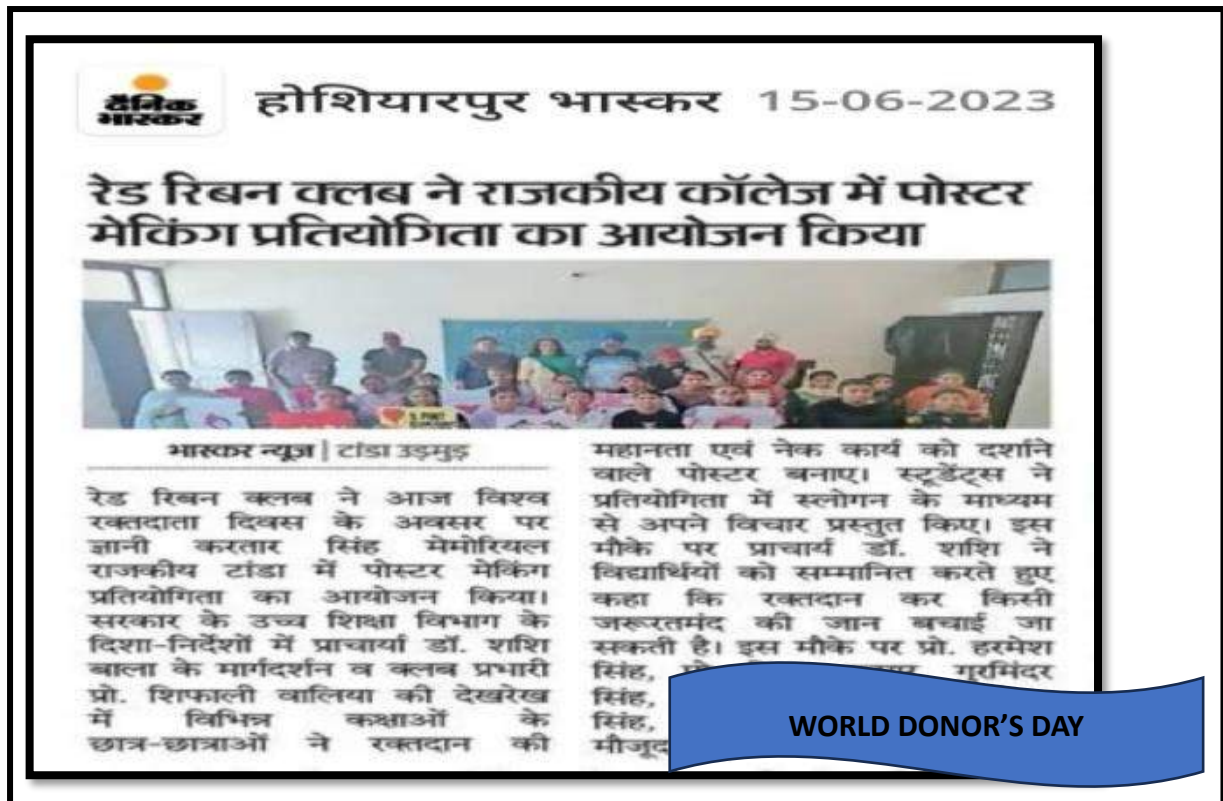 दैनिक
भास्कर
होशियारपुर भास्कर 15-06-2023
रेड रिबन क्लब ने राजकीय कॉलेज में पोस्टर
मेकिंग प्रतियोगिता का आयोजन किया
भास्कर न्यूज | टांडा उड़मुड़
रेड रिबन क्लब ने आज विश्व
रक्तदाता दिवस के अवसर पर
ज्ञानी करतार सिंह मेमोरियल
राजकीय टांडा में पोस्टर मेकिंग
प्रतियोगिता का आयोजन किया।
सरकार के उच्च शिक्षा विभाग के
दिशा-निर्देशों में प्राचार्या डॉ. शशि
बाला के मार्गदर्शन व क्लब प्रभारी
प्रो. शिफाली वालिया की देखरेख
में विभिन्न कक्षाओं के
छात्र-छात्राओं ने रक्तदान की
महानता एवं नेक कार्य को दर्शाने
वाले पोस्टर बनाए। स्टूडेंट्स ने
प्रतियोगिता में स्लोगन के माध्यम
से अपने विचार प्रस्तुत किए। इस
मौके पर प्राचार्य डॉ. शशि ने
विद्यार्थियों को सम्मानित करते हुए
कहा कि रक्तदान कर किसी
जरूरतमंद की जान बचाई जा
सकती है। इस मौके पर प्रो. हरमेश
सिंह, गुरमिंदर
सिंह,
सिंह,
मौजूद
WORLD DONOR'S DAY